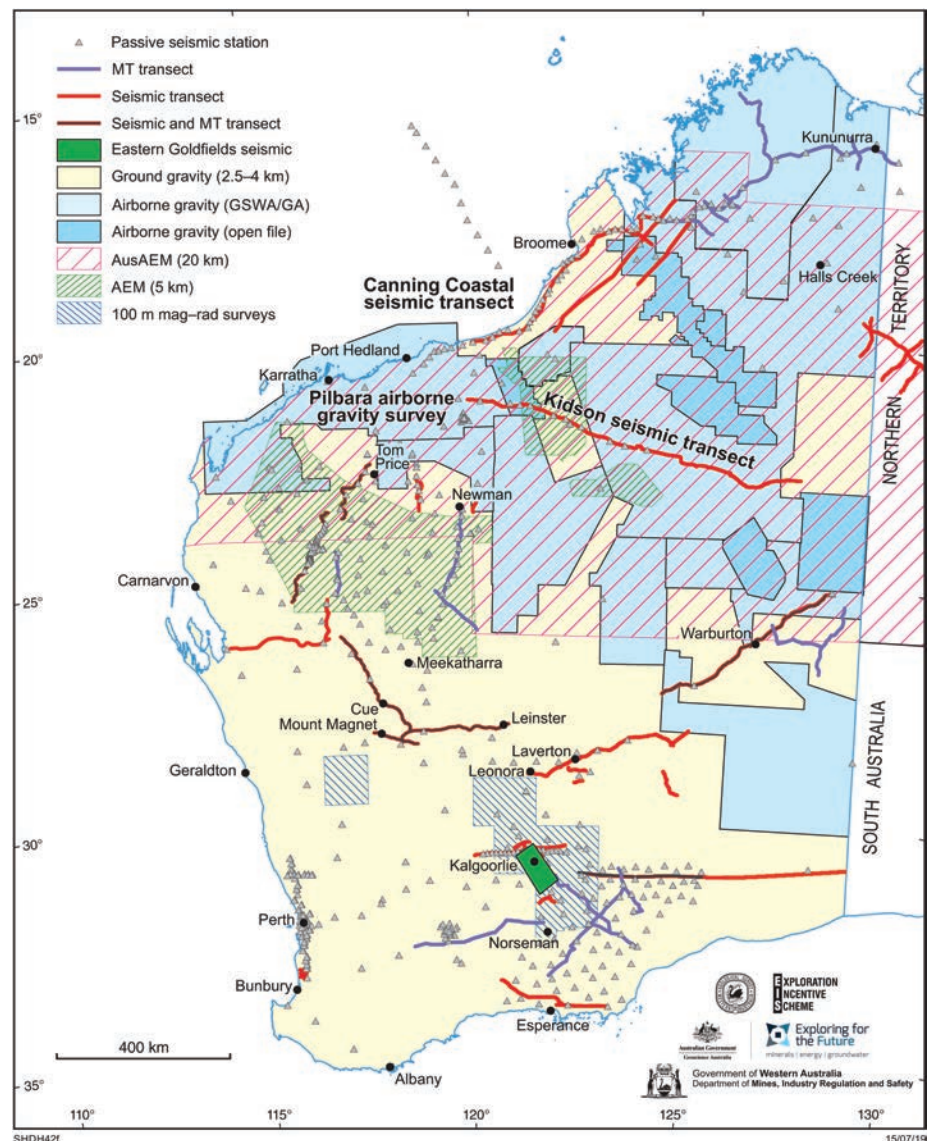 Passive seismic station
MT transect
Seismic transect
Seismic and MT transect
Eastern Goldfields seismic
Ground gravity (2.5–4 km)
Airborne gravity (GSWA/GA)
Airborne gravity (open file)
AusAEM (20 km)
AEM (5 km)
100 m mag–rad surveys
15°
20°
25°
30°
35°
Kununurra
Broome
Halls Creek
Canning Coastal
seismic transect
Port Hedland
Karratha
Pilbara airborne
gravity survey
Kidson seismic transect
NORTHERN TERRITORY
Tom
Price
Newman
Carnarvon
Warburton
Meekatharra
Cue
Mount Magnet
Leinster
Laverton
Leonora
Geraldton
SOUTH AUSTRALIA
Kalgoorlie
Perth
Norseman
Bunbury
Esperance
Albany
400 km
EIS
EXPLORATION
INCENTIVE
SCHEME
Australian Government
Geoscience Australia
Exploring for
the Future
minerals | energy | groundwater
Government of Western Australia
Department of Mines, Industry Regulation and Safety
110°
115°
120°
125°
130°
SHDH42f
15/07/19